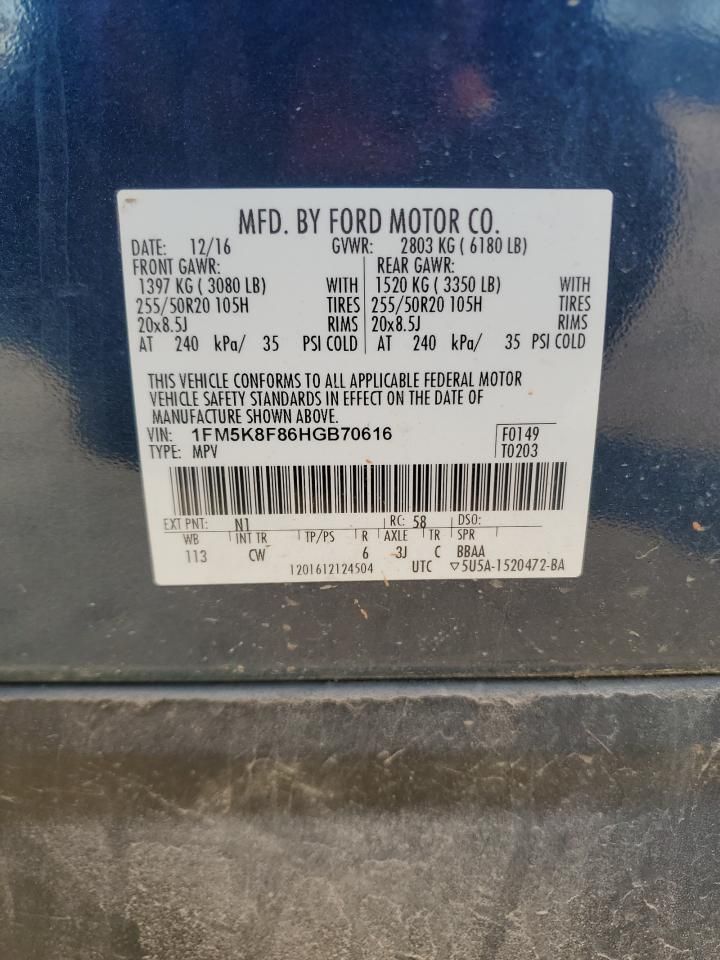 MFD. BY FORD MOTOR CO.
DATE: 12/16 GVWR: 2803 KG ( 6180 LB)
FRONT GAWR: REAR GAWR:
1397 KG ( 3080 LB) WITH 1520 KG ( 3350 LB) WITH
255/50R20 105H TIRES 255/50R20 105H TIRES
20x8.5J RIMS 20x8.5J RIMS
AT 240 kPa/ 35 PSI COLD AT 240 kPa/ 35 PSI COLD
THIS VEHICLE CONFORMS TO ALL APPLICABLE FEDERAL MOTOR
VEHICLE SAFETY STANDARDS IN EFFECT ON THE DATE OF
MANUFACTURE SHOWN ABOVE.
VIN: 1FM5K8F86HGB70616 F0149
TYPE: MPV T0203
EXT PNT: N1 RC: 58 DSO:
WB INT TR TP/PS R AXLE TR SPR
113 CW 6 3J C BBAA
1201612124504 UTC ▽5U5A-1520472-BA